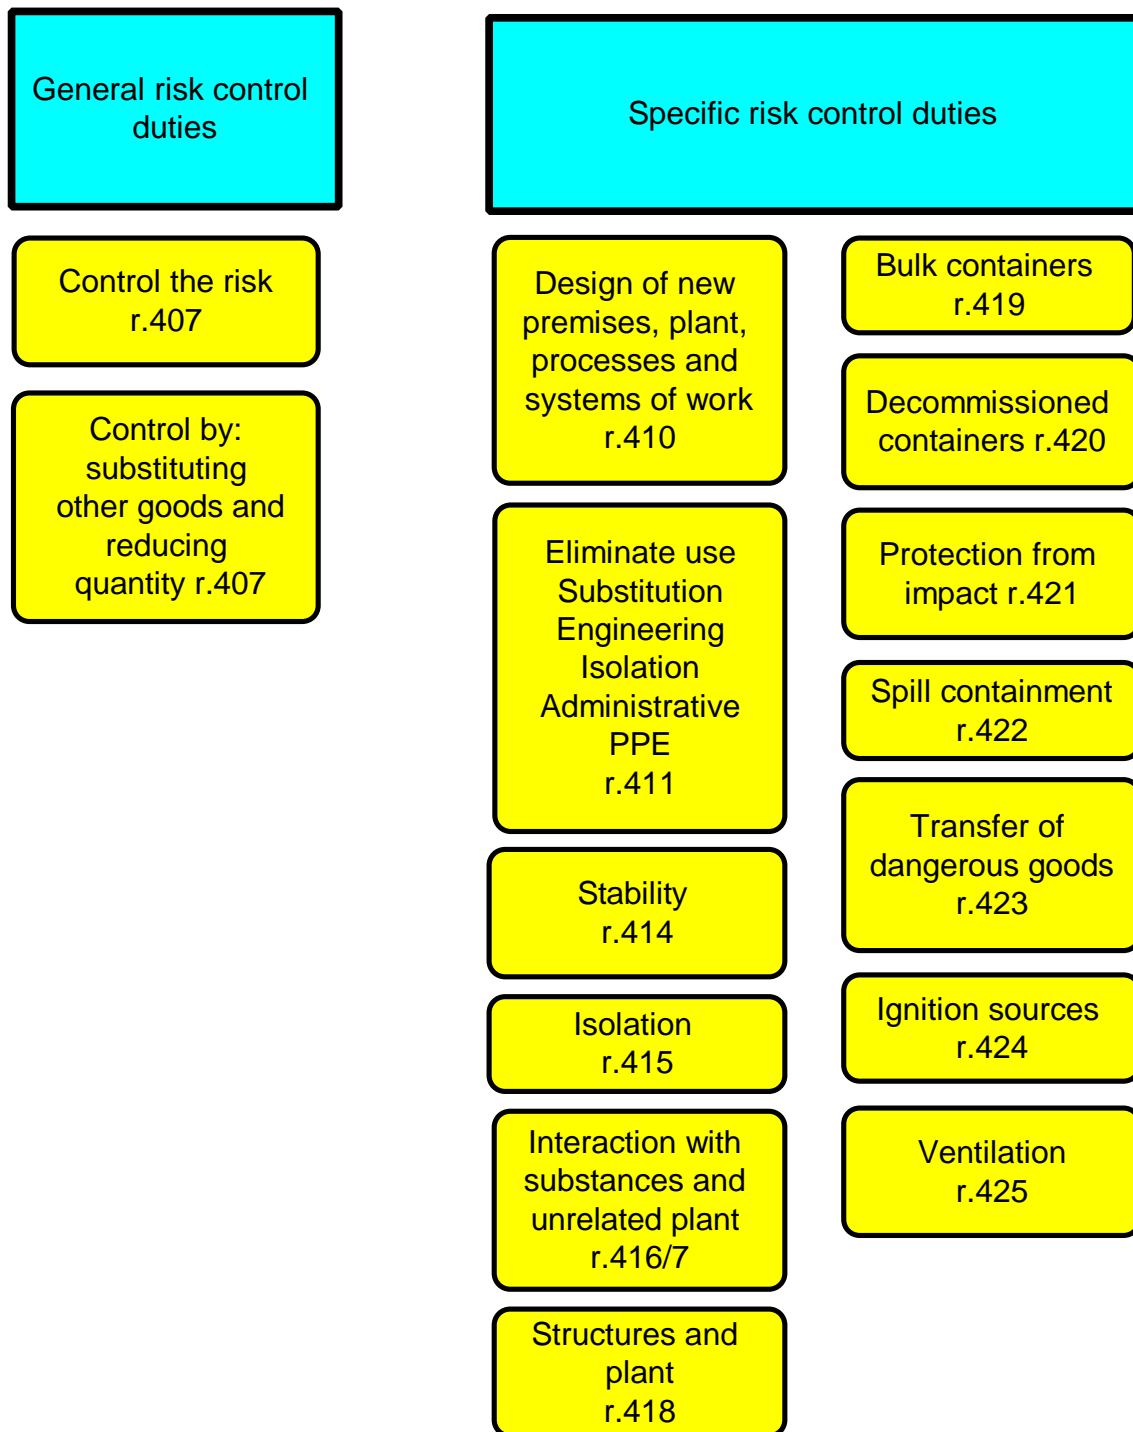 General risk control
duties
Specific risk control duties
Control the risk
r.407
Control by:
substituting
other goods and
reducing
quantity r.407
Design of new
premises, plant,
processes and
systems of work
r.410
Eliminate use
Substitution
Engineering
Isolation
Administrative
PPE
r.411
Stability
r.414
Isolation
r.415
Interaction with
substances and
unrelated plant
r.416/7
Structures and
plant
r.418
Bulk containers
r.419
Decommissioned
containers r.420
Protection from
impact r.421
Spill containment
r.422
Transfer of
dangerous goods
r.423
Ignition sources
r.424
Ventilation
r.425